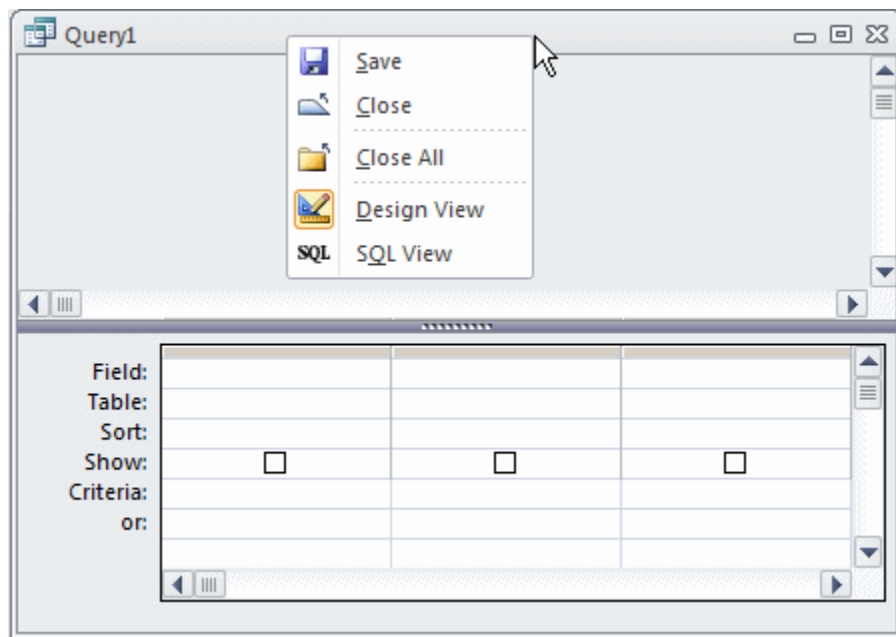 Query1
Save
Close
Close All
Design View
SQL SQL View
Field:
Table:
Sort:
Show:
Criteria:
or: